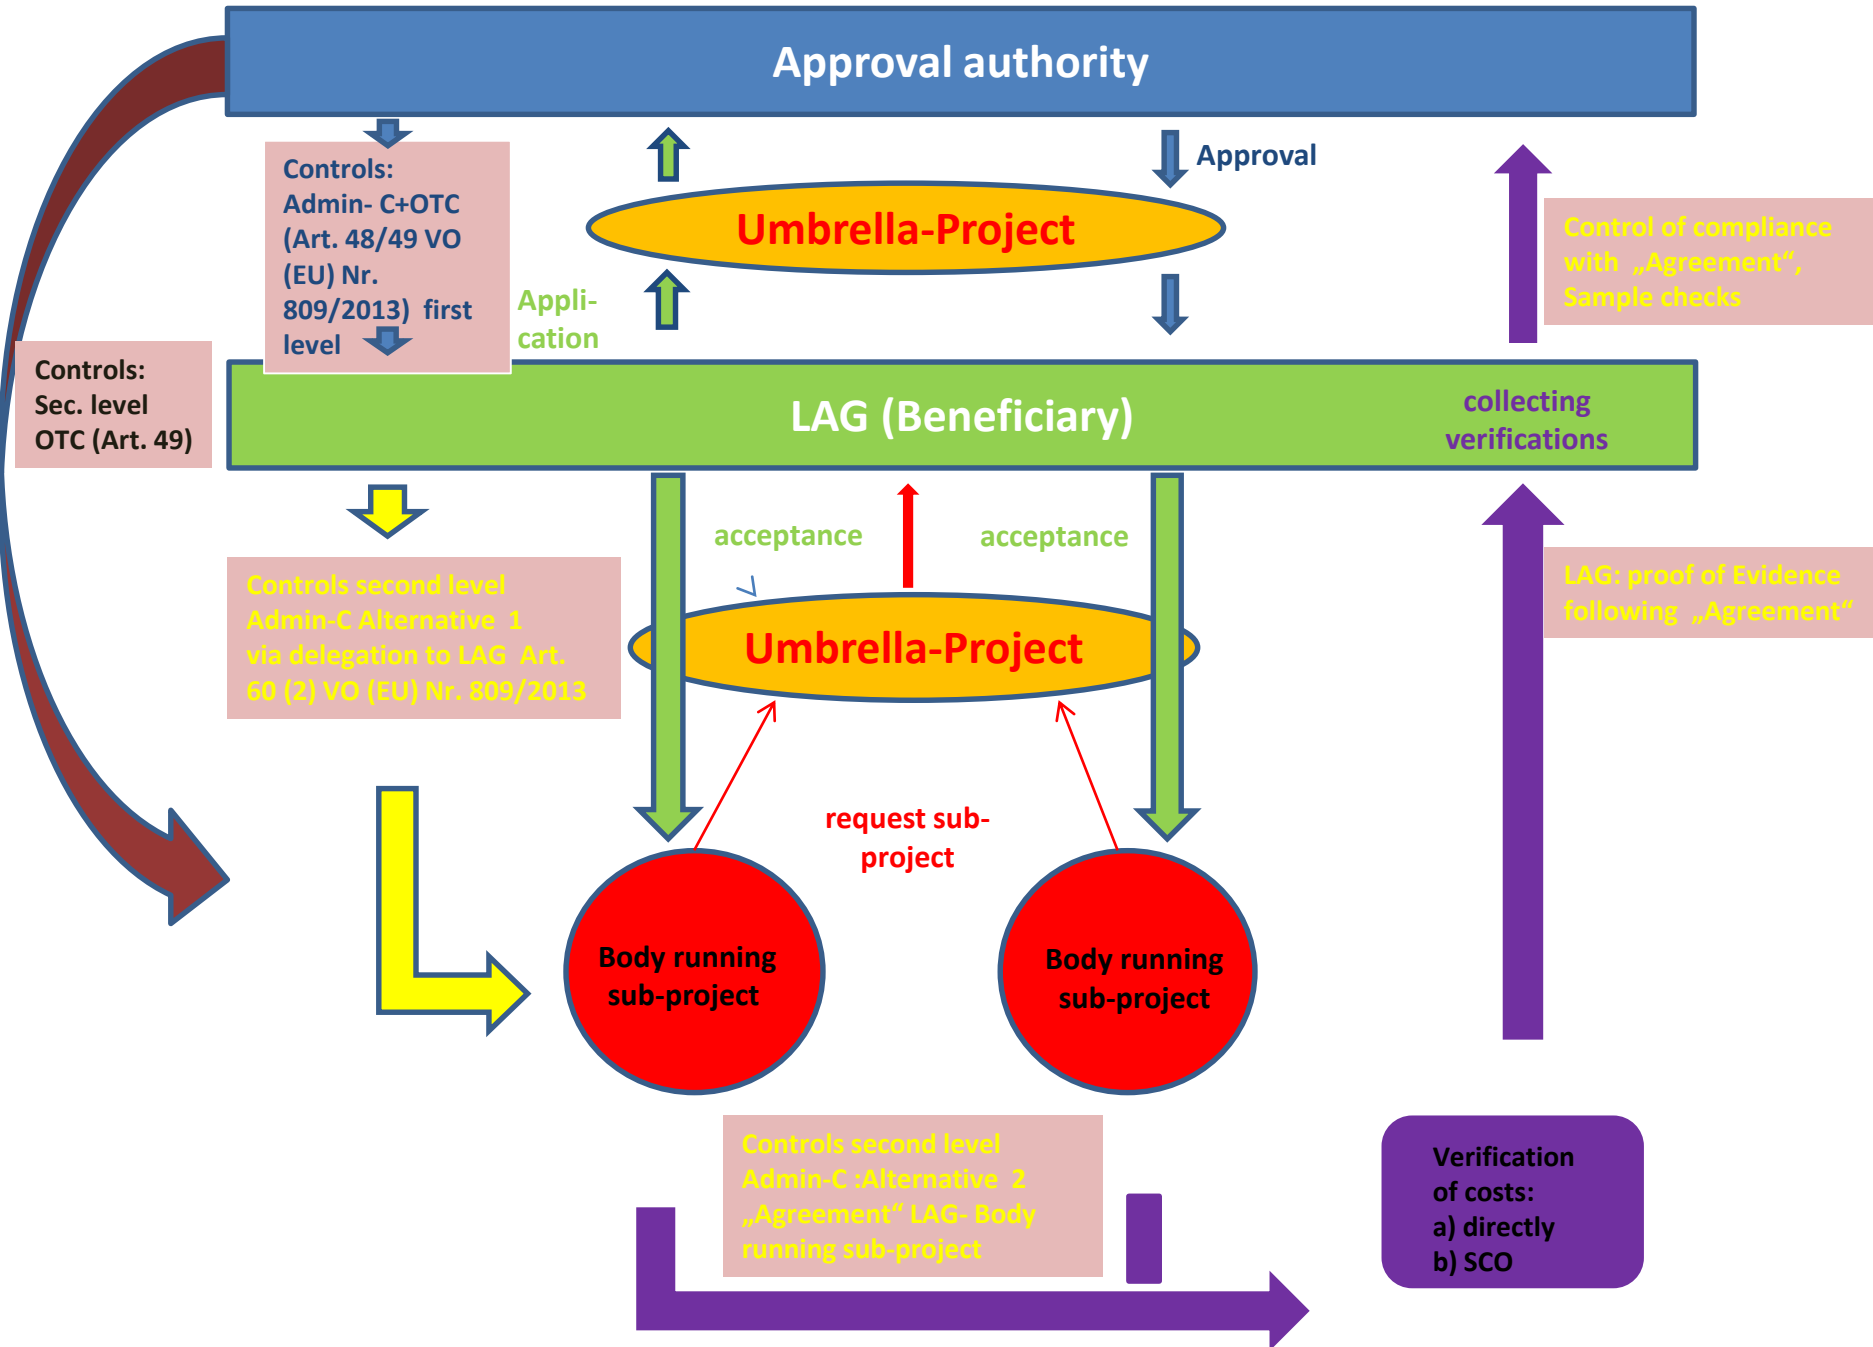 Approval authority
Controls:
Admin- C+OTC
(Art. 48/49 VO
(EU) Nr.
809/2013)  first
level
Approval
Umbrella-Project
Control of compliance
with  „Agreement“,
Sample checks
Appli-
cation
Controls:
Sec. level
OTC (Art. 49)
LAG (Beneficiary)
collecting
verifications
acceptance
acceptance
Controls second level
Admin-C Alternative  1
via delegation to LAG  Art.
60 (2) VO (EU) Nr. 809/2013
LAG: proof of Evidence
following  „Agreement“
Umbrella-Project
request sub-
project
Body running
sub-project
Body running
sub-project
Controls second level
Admin-C :Alternative  2
„Agreement“ LAG- Body
running sub-project
Verification
of costs:
a) directly
b) SCO